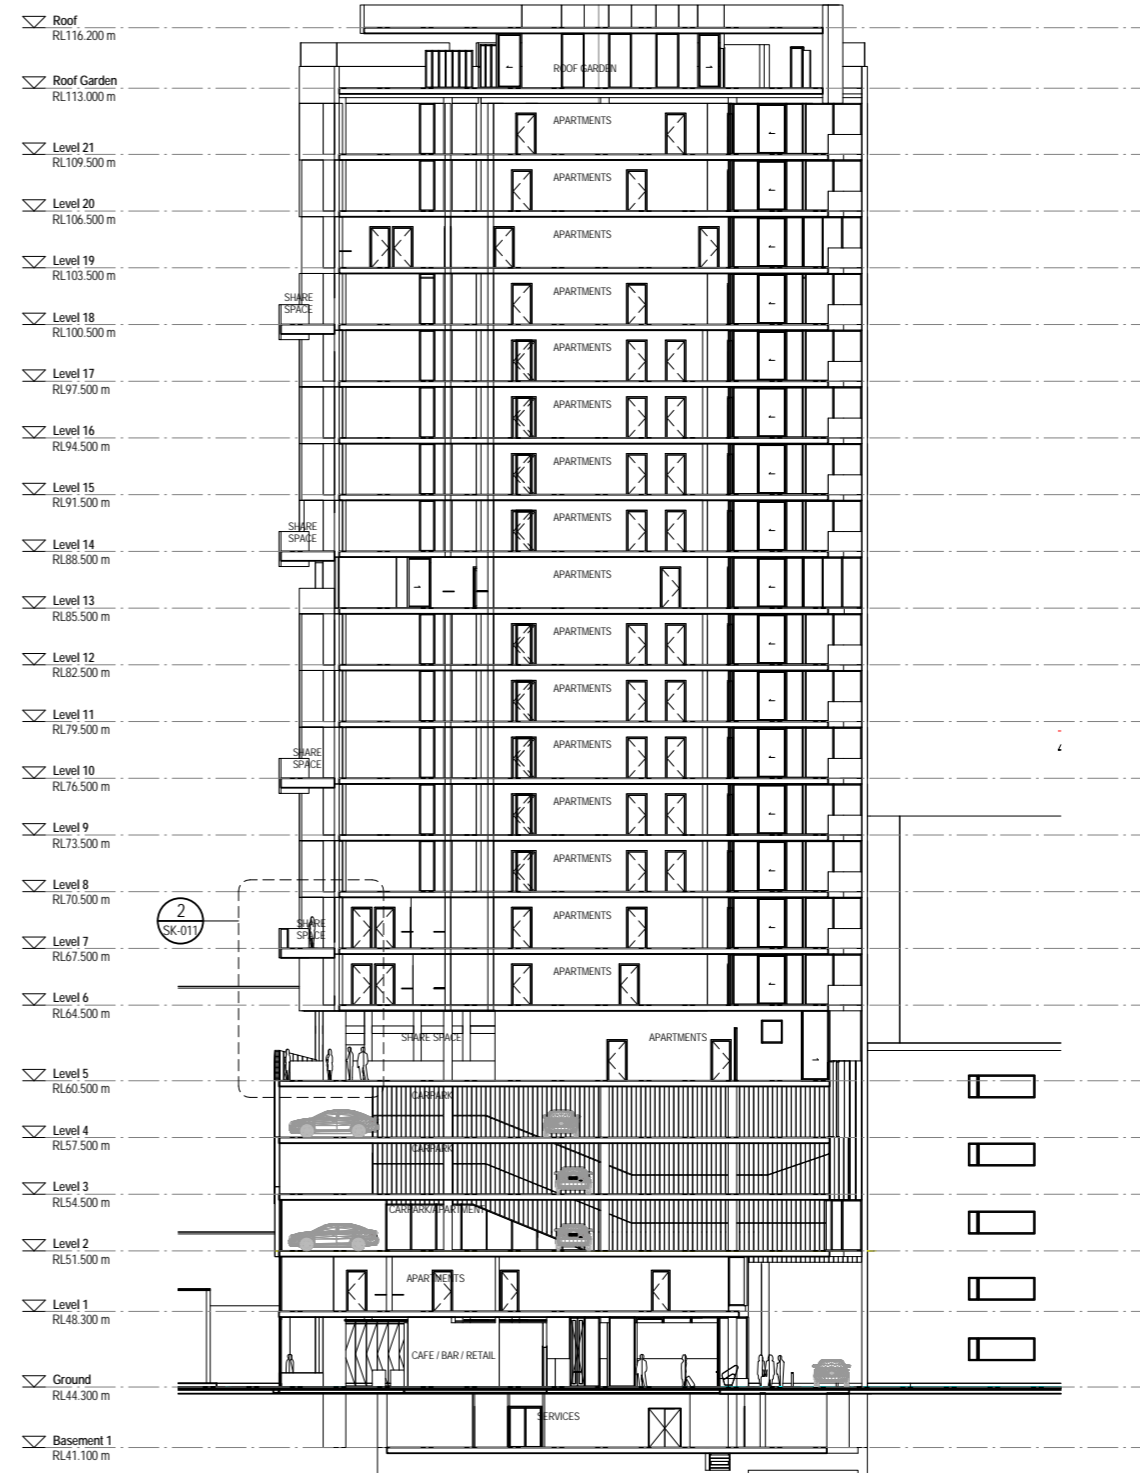 Roof
RL116.200 m
ROOF GARDEN
Roof Garden
RL113.000 m
APARTMENTS
Level 21
RL109.500 m
APARTMENTS
Level 20
RL106.500 m
APARTMENTS
Level 19
RL103.500 m
APARTMENTS
SHARE
SPACE
Level 18
RL100.500 m
APARTMENTS
Level 17
RL97.500 m
APARTMENTS
Level 16
RL94.500 m
APARTMENTS
Level 15
RL91.500 m
APARTMENTS
SHARE
SPACE
Level 14
RL88.500 m
APARTMENTS
Level 13
RL85.500 m
APARTMENTS
Level 12
RL82.500 m
APARTMENTS
Level 11
RL79.500 m
APARTMENTS
SHARE
SPACE
Level 10
RL76.500 m
APARTMENTS
Level 9
RL73.500 m
APARTMENTS
Level 8
RL70.500 m
2
SK-011
APARTMENTS
SHARE
SPACE
Level 7
RL67.500 m
APARTMENTS
Level 6
RL64.500 m
SHARE SPACE
APARTMENTS
Level 5
RL60.500 m
CARPARK
Level 4
RL57.500 m
CARPARK
Level 3
RL54.500 m
CARPARK/APARTMENT
Level 2
RL51.500 m
APARTMENTS
Level 1
RL48.300 m
CAFE / BAR / RETAIL
Ground
RL44.300 m
SERVICES
Basement 1
RL41.100 m